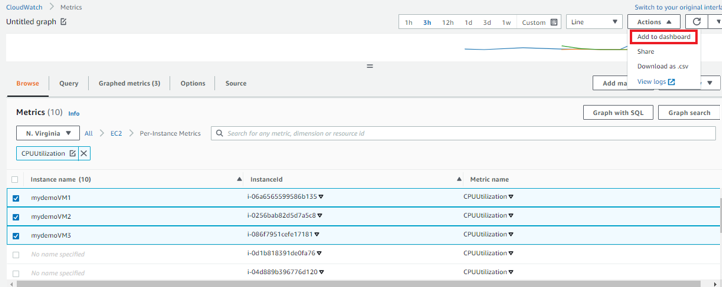 CloudWatch > Metrics Switch to your original interfa
Untitled graph 1h 3h 12h 1d 3d 1w Custom Line Actions
Add to dashboard
Share
Download as .csv
View logs
Browse Query Graphed metrics (3) Options Source Add ma
Metrics (10) Info Graph with SQL Graph search
N. Virginia All > EC2 > Per-Instance Metrics Search for any metric, dimension or resource id
CPUUtilization
Instance name (10) InstanceId Metric name
mydemoVM1 i-06a6565599586b135 CPUUtilization
mydemoVM2 i-0256bab82d5d7a5c8 CPUUtilization
mydemoVM3 i-086f7951cefe17181 CPUUtilization
No name specified i-0d1b818391de0fa76 CPUUtilization
No name specified i-04d889b396776d120 CPUUtilization